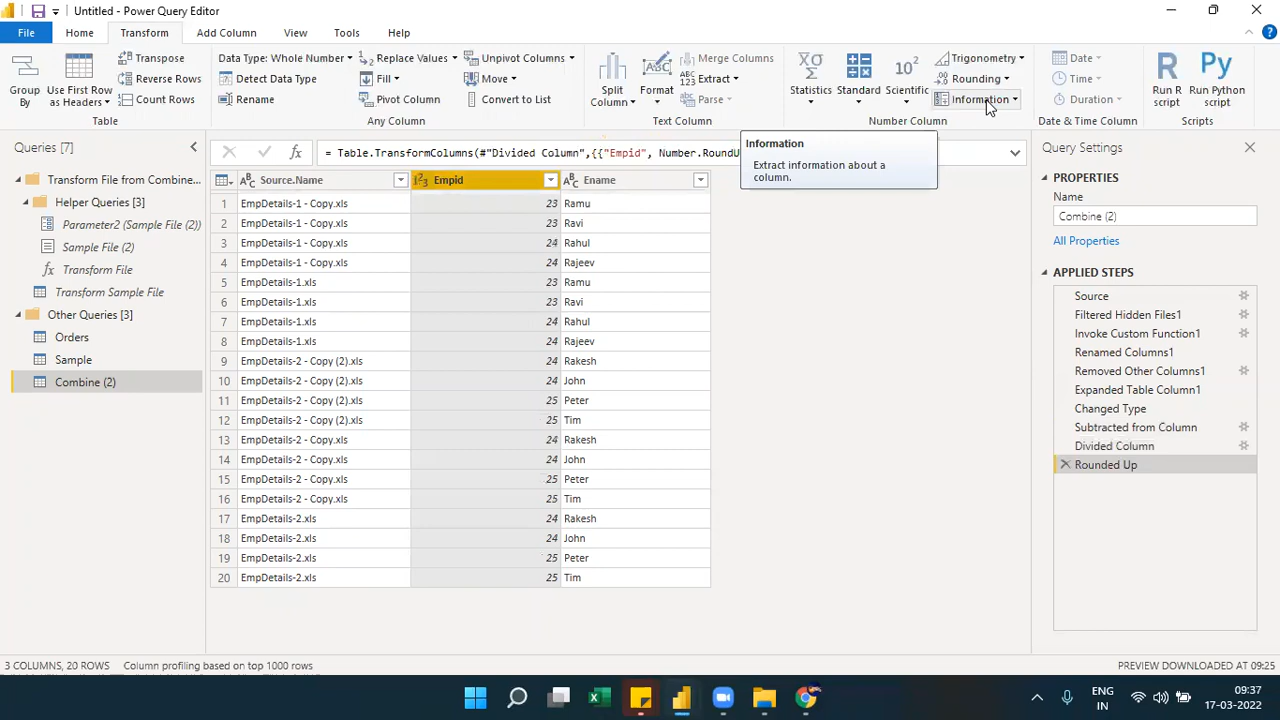 Untitled - Power Query Editor
File Home Transform Add Column View Tools Help
Group By
Use First Row as Headers
Transpose
Reverse Rows
Count Rows
Table
Data Type: Whole Number
Detect Data Type
Rename
Replace Values
Fill
Pivot Column
Unpivot Columns
Move
Convert to List
Any Column
Split Column
Format
Merge Columns
Extract
Parse
Text Column
Statistics
Standard
Scientific
Trigonometry
Rounding
Information
Number Column
Date
Time
Duration
Date & Time Column
Run R script
Run Python script
Scripts
Queries [7]
Transform File from Combine...
Helper Queries [3]
Parameter2 (Sample File (2))
Sample File (2)
Transform File
Transform Sample File
Other Queries [3]
Orders
Sample
Combine (2)
= Table.TransformColumns(#"Divided Column",{{"Empid", Number.RoundU
Information
Extract information about a
column.
Source.Name Empid Ename
1 EmpDetails-1 - Copy.xls 23 Ramu
2 EmpDetails-1 - Copy.xls 23 Ravi
3 EmpDetails-1 - Copy.xls 24 Rahul
4 EmpDetails-1 - Copy.xls 24 Rajeev
5 EmpDetails-1.xls 23 Ramu
6 EmpDetails-1.xls 23 Ravi
7 EmpDetails-1.xls 24 Rahul
8 EmpDetails-1.xls 24 Rajeev
9 EmpDetails-2 - Copy (2).xls 24 Rakesh
10 EmpDetails-2 - Copy (2).xls 24 John
11 EmpDetails-2 - Copy (2).xls 25 Peter
12 EmpDetails-2 - Copy (2).xls 25 Tim
13 EmpDetails-2 - Copy.xls 24 Rakesh
14 EmpDetails-2 - Copy.xls 24 John
15 EmpDetails-2 - Copy.xls 25 Peter
16 EmpDetails-2 - Copy.xls 25 Tim
17 EmpDetails-2.xls 24 Rakesh
18 EmpDetails-2.xls 24 John
19 EmpDetails-2.xls 25 Peter
20 EmpDetails-2.xls 25 Tim
Query Settings
PROPERTIES
Name
Combine (2)
All Properties
APPLIED STEPS
Source
Filtered Hidden Files1
Invoke Custom Function1
Renamed Columns1
Removed Other Columns1
Expanded Table Column1
Changed Type
Subtracted from Column
Divided Column
Rounded Up
3 COLUMNS, 20 ROWS Column profiling based on top 1000 rows
PREVIEW DOWNLOADED AT 09:25
ENG
IN
09:37
17-03-2022